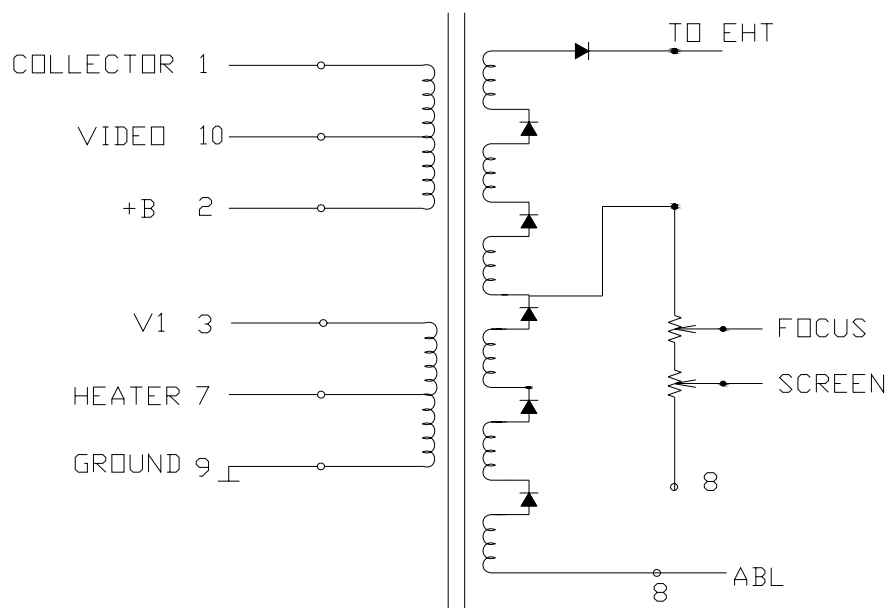 TO EHT
COLLECTOR 1
VIDEO 10
+B 2
V1 3
FOCUS
SCREEN
HEATER 7
GROUND 9
8
ABL
8